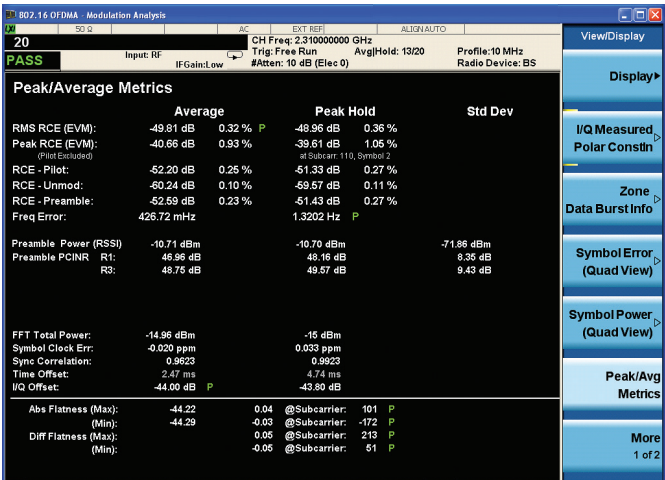 802.16 OFDMA - Modulation Analysis
LXI 50 Ω AC EXT REF ALIGN AUTO
20 CH Freq: 2.310000000 GHz
PASS Input: RF Trig: Free Run Avg|Hold: 13/20 Profile:10 MHz
IFGain:Low #Atten: 10 dB (Elec 0) Radio Device: BS
Peak/Average Metrics
Average Peak Hold Std Dev
RMS RCE (EVM): -49.81 dB 0.32 % P -48.96 dB 0.36 %
Peak RCE (EVM): -40.66 dB 0.93 % -39.61 dB 1.05 %
(Pilot Excluded) at Subcarr: 110, Symbol 2
RCE - Pilot: -52.20 dB 0.25 % -51.33 dB 0.27 %
RCE - Unmod: -60.24 dB 0.10 % -59.57 dB 0.11 %
RCE - Preamble: -52.59 dB 0.23 % -51.43 dB 0.27 %
Freq Error: 426.72 mHz 1.3202 Hz P
Preamble Power (RSSI) -10.71 dBm -10.70 dBm -71.86 dBm
Preamble PCINR R1: 46.96 dB 48.16 dB 8.35 dB
R3: 48.75 dB 49.57 dB 9.43 dB
FFT Total Power: -14.96 dBm -15 dBm
Symbol Clock Err: -0.020 ppm 0.033 ppm
Sync Correlation: 0.9623 0.9923
Time Offset: 2.47 ms 4.74 ms
I/Q Offset: -44.00 dB P -43.80 dB
Abs Flatness (Max): -44.22 0.04 @Subcarrier: 101 P
(Min): -44.29 -0.03 @Subcarrier: -172 P
Diff Flatness (Max): 0.05 @Subcarrier: 213 P
(Min): -0.05 @Subcarrier: 51 P
View/Display
Display
I/Q Measured
Polar Constln
Zone
Data Burst Info
Symbol Error
(Quad View)
Symbol Power
(Quad View)
Peak/Avg
Metrics
More
1 of 2